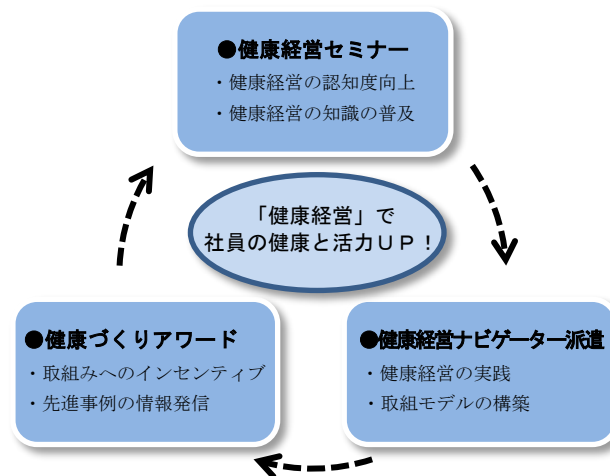 ●健康経営セミナー
・健康経営の認知度向上
・健康経営の知識の普及
「健康経営」で
社員の健康と活力ＵＰ！
●健康づくりアワード
・取組みへのインセンティブ
・先進事例の情報発信
●健康経営ナビゲーター派遣
・健康経営の実践
・取組モデルの構築